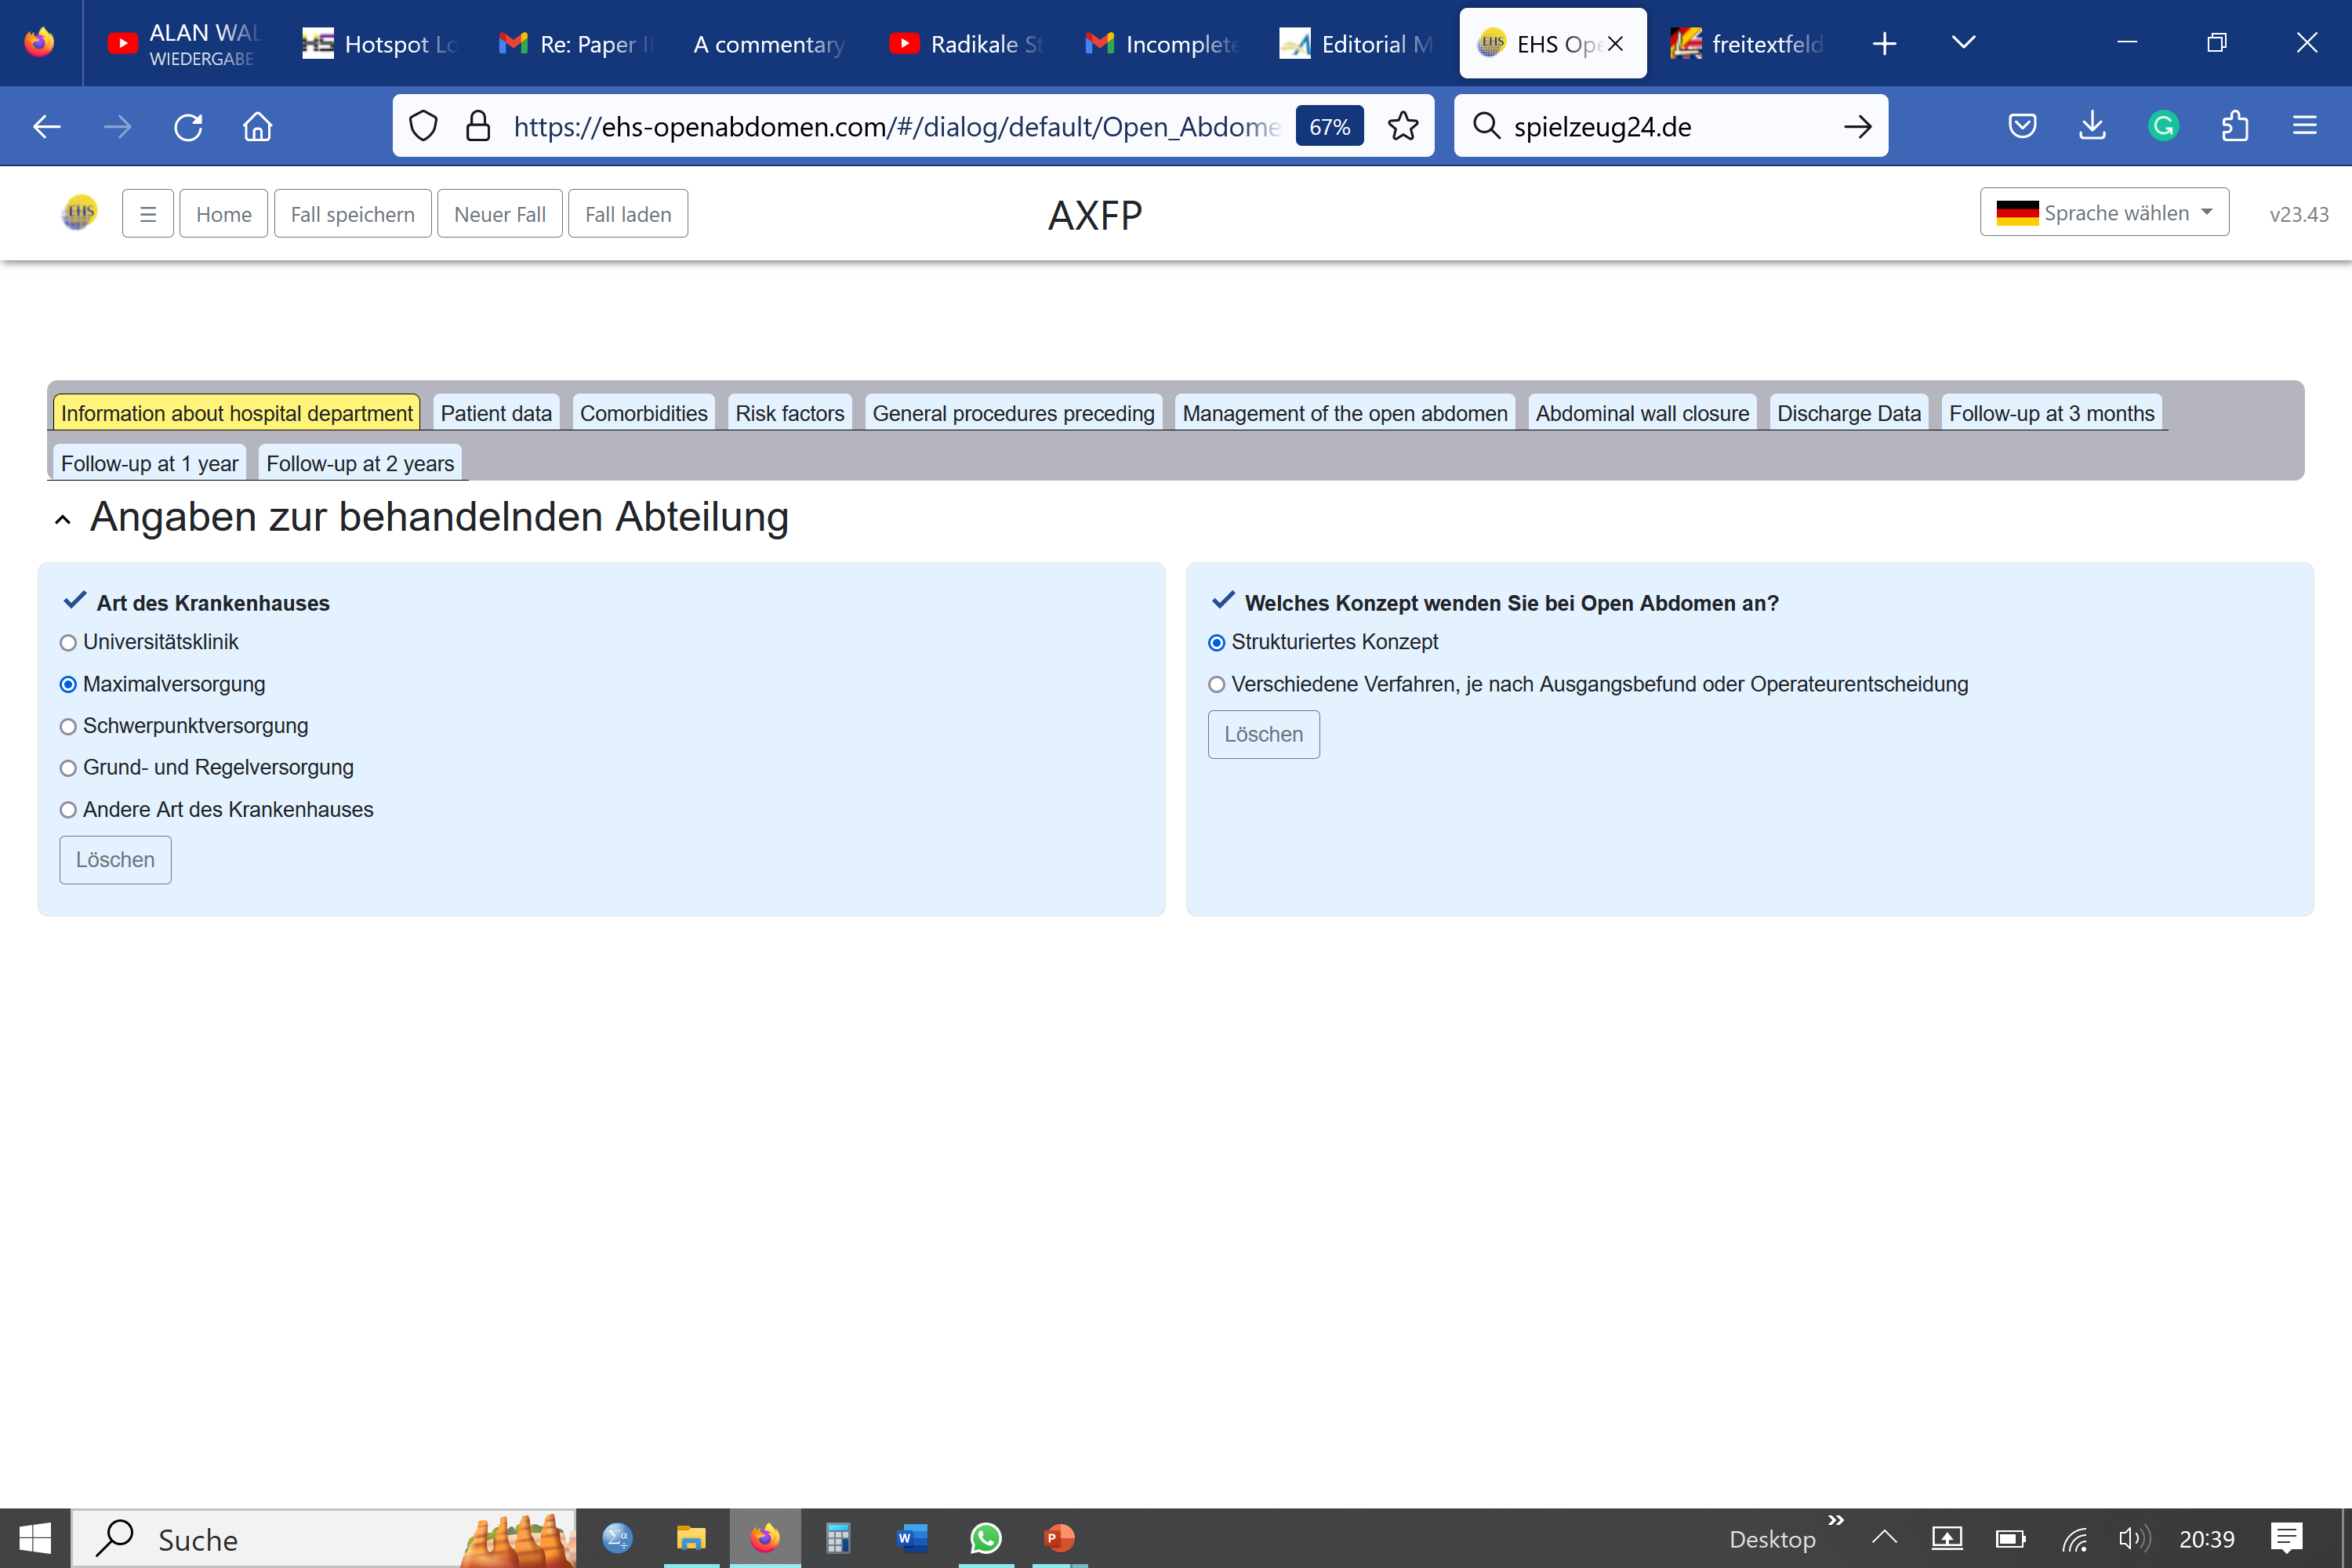 ALAN WAL
WIEDERGABE
Hotspot Lo
Re: Paper II
A commentary
Radikale St
Incomplete
Editorial M
EHS Ope
freitextfeld
https://ehs-openabdomen.com/#/dialog/default/Open_Abdome
67%
spielzeug24.de
EHS
Home
Fall speichern
Neuer Fall
Fall laden
AXFP
Sprache wählen
v23.43
Information about hospital department
Patient data
Comorbidities
Risk factors
General procedures preceding
Management of the open abdomen
Abdominal wall closure
Discharge Data
Follow-up at 3 months
Follow-up at 1 year
Follow-up at 2 years
Angaben zur behandelnden Abteilung
Art des Krankenhauses
Universitätsklinik
Maximalversorgung
Schwerpunktversorgung
Grund- und Regelversorgung
Andere Art des Krankenhauses
Löschen
Welches Konzept wenden Sie bei Open Abdomen an?
Strukturiertes Konzept
Verschiedene Verfahren, je nach Ausgangsbefund oder Operateurentscheidung
Löschen
Suche
Desktop
20:39